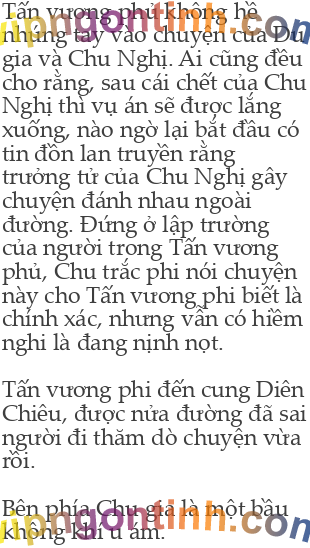 Tấn vương phủ không hề
nhúng tay vào chuyện của Dư
gia và Chu Nghị. Ai cũng đều
cho rằng, sau cái chết của Chu
Nghị thì vụ án sẽ được lắng
xuống, nào ngờ lại bắt đầu có
tin đồn lan truyền rằng
trưởng tử của Chu Nghị gây
chuyện đánh nhau ngoài
đường. Đứng ở lập trường
của người trong Tấn vương
phủ, Chu trắc phi nói chuyện
này cho Tấn vương phi biết là
chính xác, nhưng vẫn có hiềm
nghi là đang nịnh nọt.
Tấn vương phi đến cung Diên
Chiêu, được nửa đường đã sai
người đi thăm dò chuyện vừa
rồi.
Bên phía Chu gia là một bầu
không khí u ám.